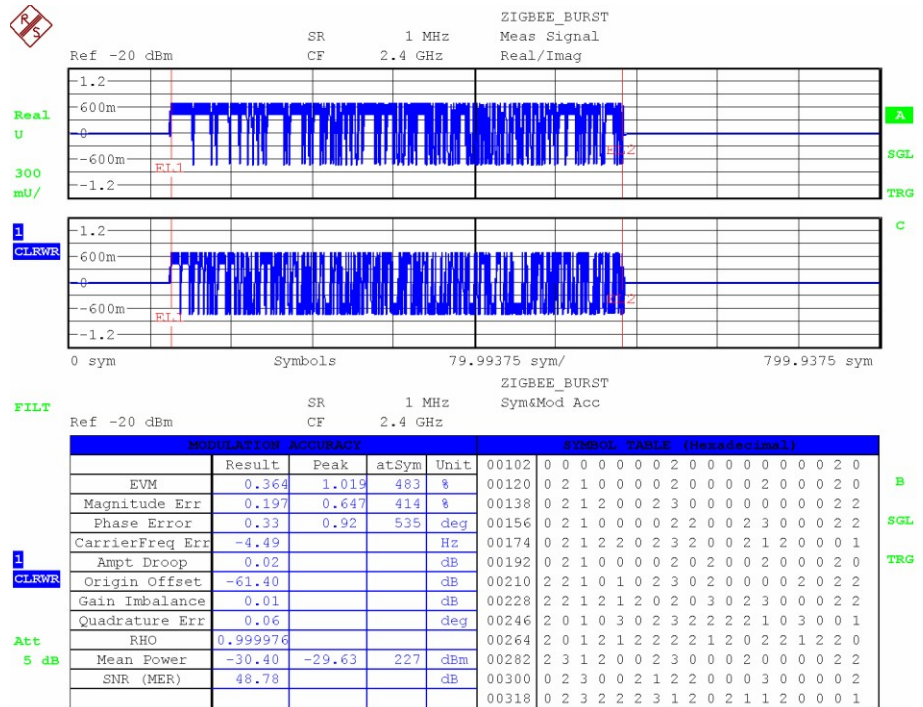 R S
ZIGBEE_BURST
SR 1 MHz Meas Signal
Ref -20 dBm CF 2.4 GHz Real/Imag
1.2
600m
Real
U
0
A
-600m
EL1 EL2
SGL
300
mU/
-1.2
TRG
1
CLRWR
1.2
C
600m
0
-600m
EL1 EL2
-1.2
0 sym Symbols 79.99375 sym/ 799.9375 sym
ZIGBEE_BURST
FILT SR 1 MHz Sym&Mod Acc
Ref -20 dBm CF 2.4 GHz
MODULATION ACCURACY SYMBOL TABLE (Hexadecimal)
Result Peak atSym Unit 00102 0 0 0 0 0 0 0 2 0 0 0 0 0 0 0 0 2 0
EVM 0.364 1.019 483 % 00120 0 2 1 0 0 0 0 2 0 0 0 0 2 0 0 0 2 0 B
Magnitude Err 0.197 0.647 414 % 00138 0 2 1 2 0 0 2 3 0 0 0 0 0 0 0 0 2 2
Phase Error 0.33 0.92 535 deg 00156 0 2 1 0 0 0 0 2 2 0 0 2 3 0 0 0 2 2 SGL
CarrierFreq Err -4.49 Hz 00174 0 2 1 2 2 0 2 3 2 0 0 2 1 2 0 0 0 1
1 Ampt Droop 0.02 dB 00192 0 2 1 0 0 0 0 2 0 2 0 0 2 0 0 0 2 0 TRG
CLRWR Origin Offset -61.40 dB 00210 2 2 1 0 1 0 2 3 0 2 0 0 0 0 2 0 2 2
Gain Imbalance 0.01 dB 00228 2 2 1 2 1 2 0 2 0 3 0 2 3 0 0 0 2 2
Quadrature Err 0.06 deg 00246 2 0 1 0 3 0 2 3 2 2 2 2 1 0 3 0 0 1
Att RHO 0.999976 00264 2 0 1 2 1 2 2 2 2 1 2 0 2 2 1 2 2 0
5 dB Mean Power -30.40 -29.63 227 dBm 00282 2 3 1 2 0 0 2 3 0 0 0 2 0 0 0 0 2 2
SNR (MER) 48.78 dB 00300 0 2 3 0 0 2 1 2 2 0 0 0 3 0 0 0 0 2
00318 0 2 3 2 2 2 3 1 2 0 2 1 1 2 0 0 0 1